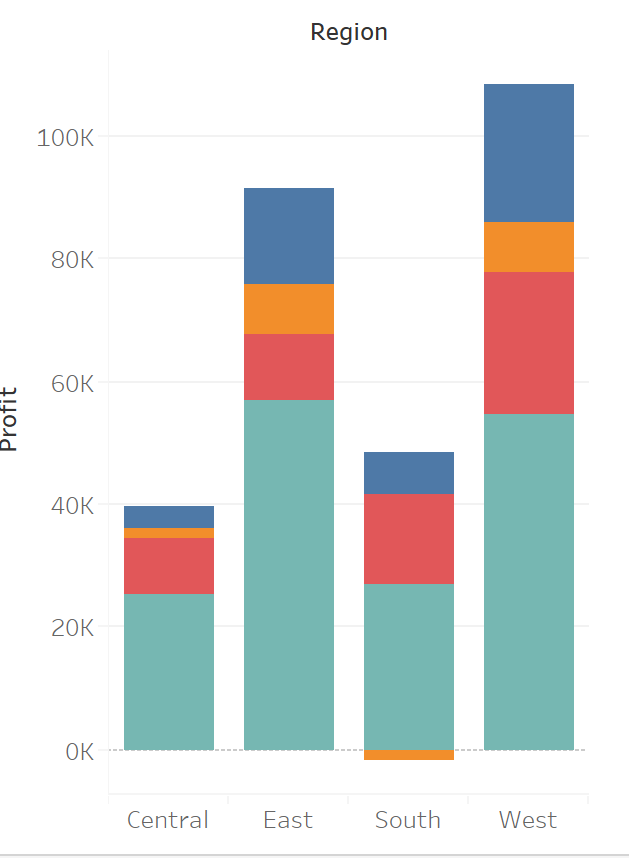 Region
Profit
100K
80K
60K
40K
20K
0K
Central
East
South
West